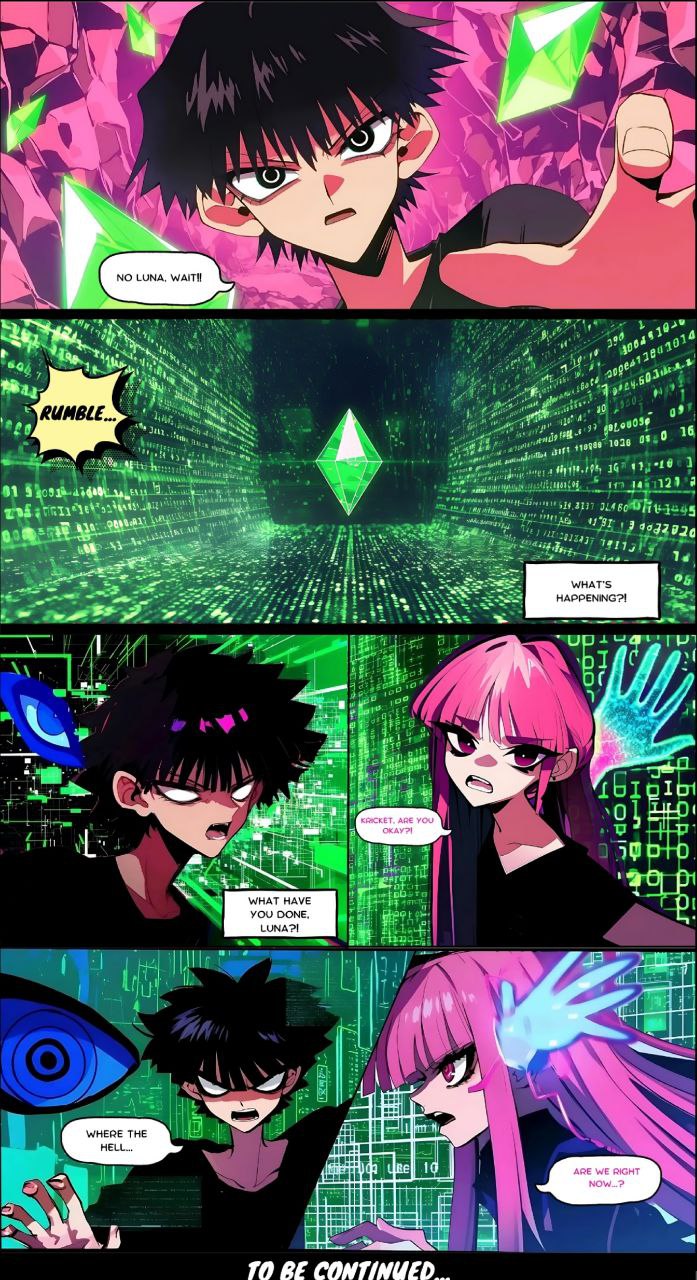 NO LUNA, WAIT!!
RUMBLE...
WHAT'S
HAPPENING?!
WHAT HAVE
YOU DONE,
LUNA?!
KRICKET, ARE YOU
OKAY?!
WHERE THE
HELL...
ARE WE RIGHT
NOW...?
TO BE CONTINUED...